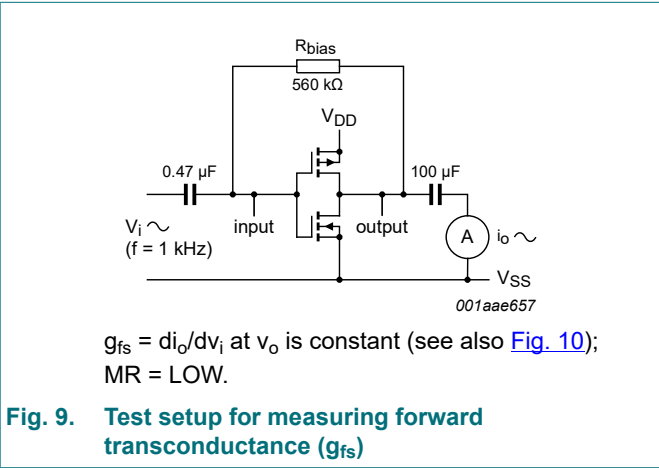 Rbias
560 kΩ
VDD
0.47 µF
100 µF
Vi
(f = 1 kHz)
input
output
A
io
VSS
001aae657
gfs = dio/dvi at vo is constant (see also Fig. 10);
MR = LOW.
Fig. 9. Test setup for measuring forward
transconductance (gfs)